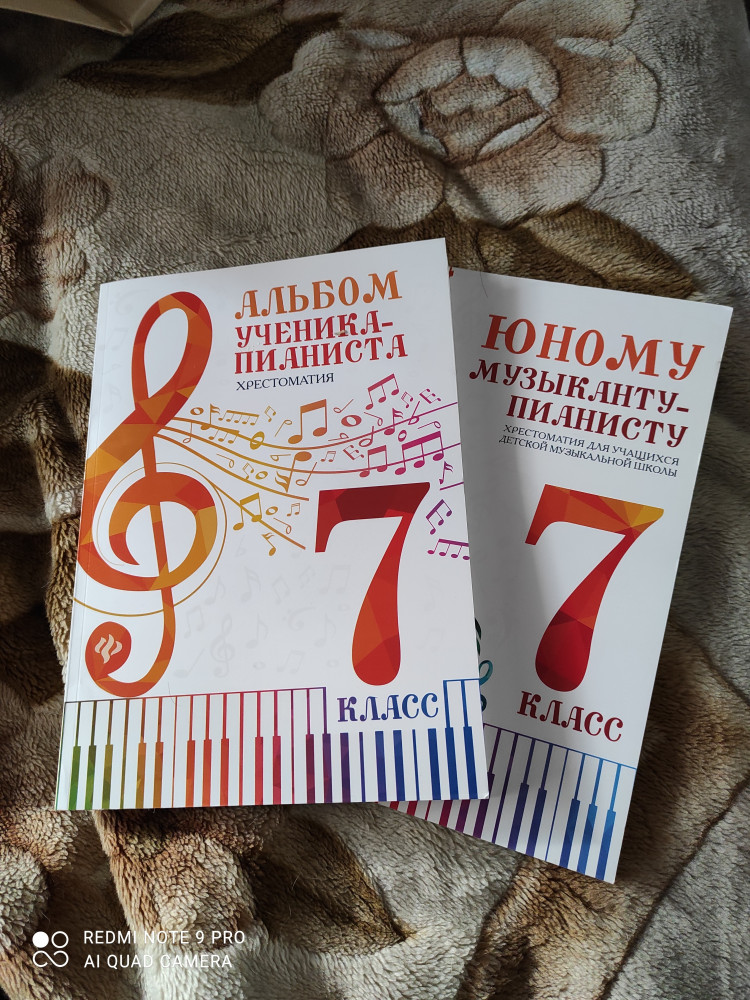 АЛЬБОМ
УЧЕНИКА-
ПИАНИСТА
ХРЕСТОМАТИЯ
7
КЛАСС
ЮНОМУ
МУЗЫКАНТУ-
ПИАНИСТУ
ХРЕСТОМАТИЯ ДЛЯ УЧАЩИХСЯ
ДЕТСКОЙ МУЗЫКАЛЬНОЙ ШКОЛЫ
7
КЛАСС
REDMI NOTE 9 PRO
AI QUAD CAMERA